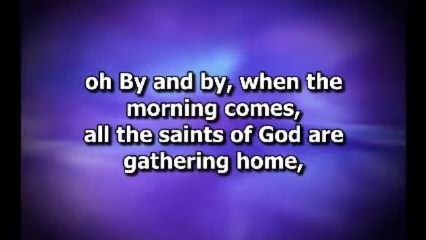 oh By and by, when the
morning comes,
all the saints of God are
gathering home,